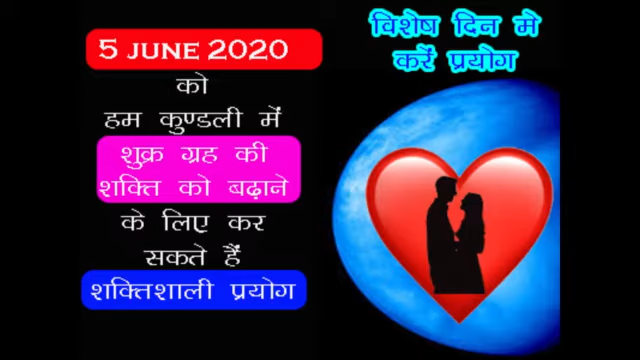 5 JUNE 2020
को
हम कुण्डली में
शुक्र ग्रह की
शक्ति को बढ़ाने
के लिए कर
सकते हैं
शक्तिशाली प्रयोग
विशेष दिन मे
करें प्रयोग